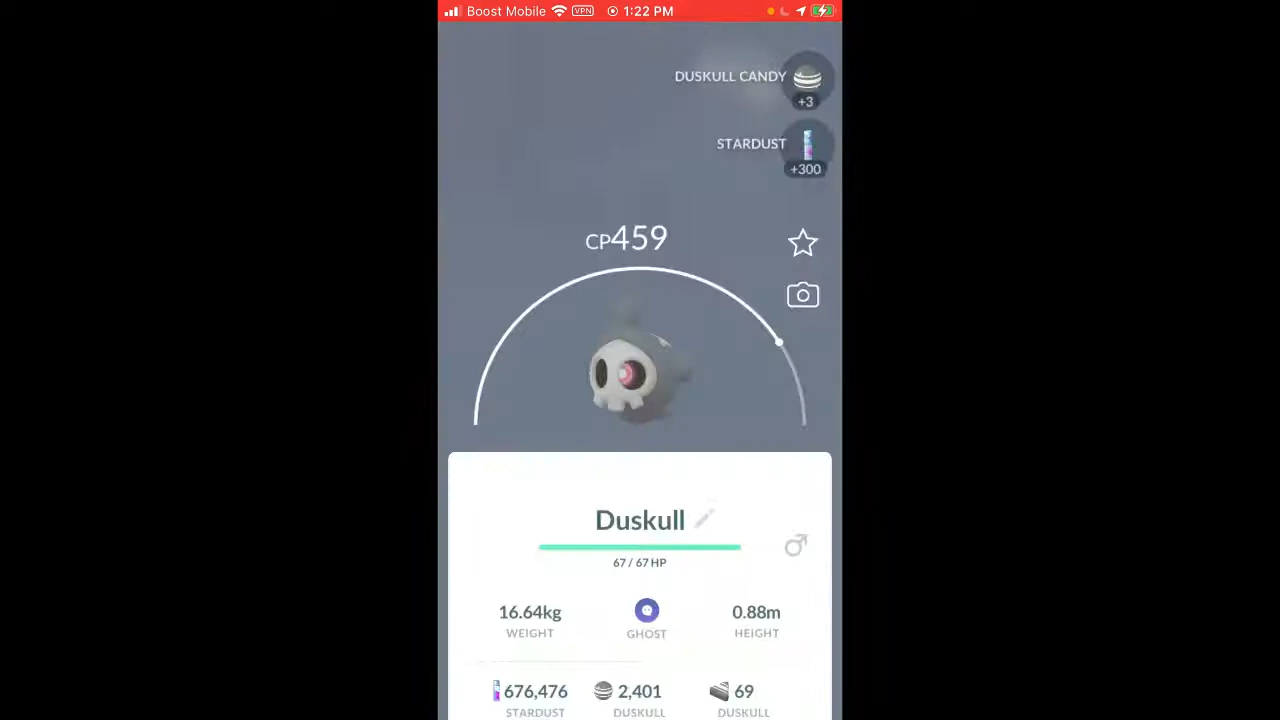 Boost Mobile VPN 1:22 PM
DUSKULL CANDY
+3
STARDUST
+300
CP459
Duskull
67 / 67 HP
16.64kg 0.88m
WEIGHT GHOST HEIGHT
676,476 2,401 69
STARDUST DUSKULL DUSKULL